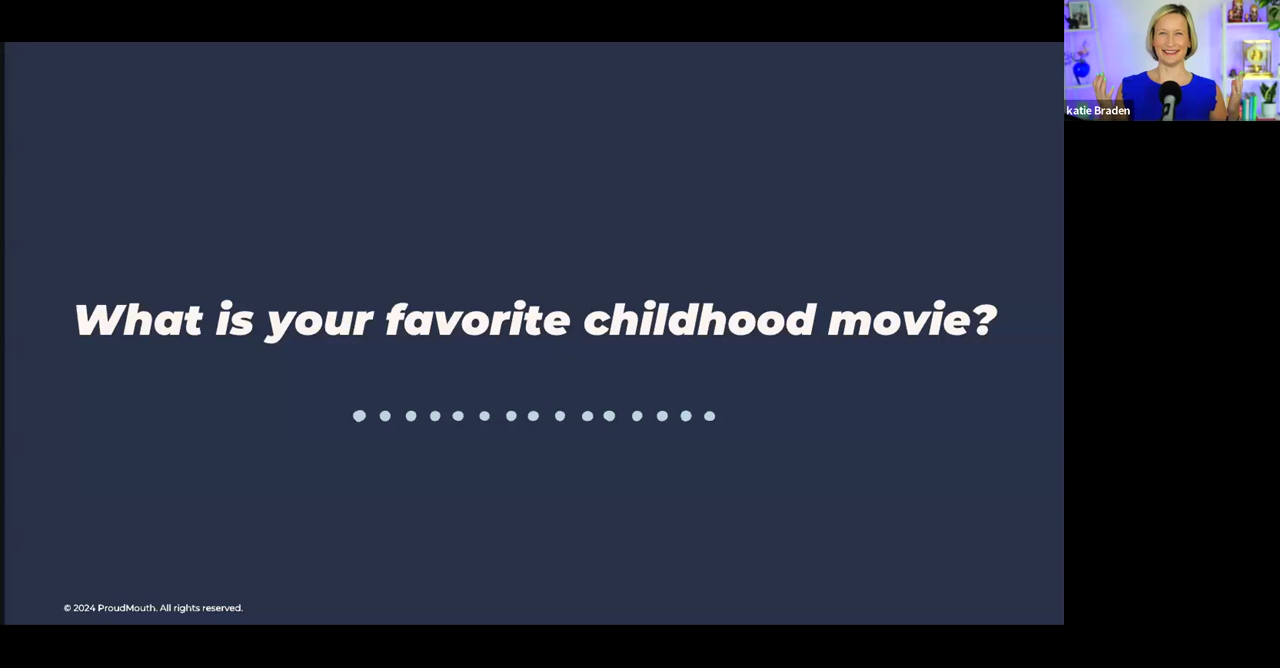 katie Braden
What is your favorite childhood movie?
© 2024 ProudMouth. All rights reserved.